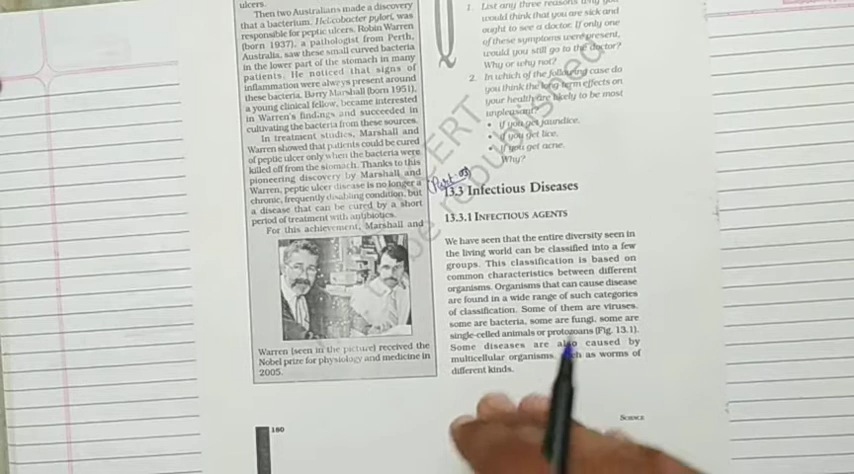 ulcers.
Then two Australians made a discovery
that a bacterium, Helicobacter pylori, was
responsible for peptic ulcers. Robin Warren
(born 1937), a pathologist from Perth,
Australia, saw these small curved bacteria
in the lower part of the stomach in many
patients. He noticed that signs of
inflammation were always present around
these bacteria. Barry Marshall (born 1951),
a young clinical fellow, became interested
in Warren's findings and succeeded in
cultivating the bacteria from these sources.
In treatment studies, Marshall and
Warren showed that patients could be cured
of peptic ulcer only when the bacteria were
killed off from the stomach. Thanks to this
pioneering discovery by Marshall and
Warren, peptic ulcer disease is no longer a
chronic, frequently disabling condition, but
a disease that can be cured by a short
period of treatment with antibiotics.
For this achievement, Marshall and
Warren (seen in the picture) received the
Nobel prize for physiology and medicine in
2005.
180
Q
1. List any three reasons why you
would think that you are sick and
ought to see a doctor. If only one
of these symptoms were present,
would you still go to the doctor?
Why or why not?
2. In which of the following case do
you think the long term effects on
your health are likely to be most
unpleasant?
• if you get jaundice,
• if you get lice,
• if you get acne.
Why?
Part-03
13.3 Infectious Diseases
13.3.1 INFECTIOUS AGENTS
We have seen that the entire diversity seen in
the living world can be classified into a few
groups. This classification is based on
common characteristics between different
organisms. Organisms that can cause disease
are found in a wide range of such categories
of classification. Some of them are viruses,
some are bacteria, some are fungi, some are
single-celled animals or protozoans (Fig. 13.1).
Some diseases are also caused by
multicellular organisms, as worms of
different kinds.
SCIENCE
NCERT
be republished